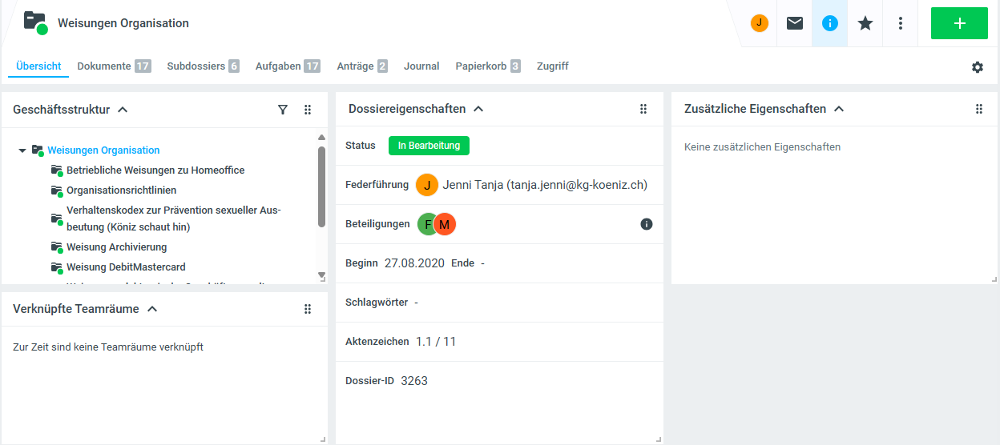 Weisungen Organisation
J
Übersicht Dokumente 17 Subdossiers 6 Aufgaben 17 Anträge 2 Journal Papierkorb 3 Zugriff
Geschäftsstruktur
Weisungen Organisation
Betriebliche Weisungen zu Homeoffice
Organisationsrichtlinien
Verhaltenskodex zur Prävention sexueller Aus-
beutung (Köniz schaut hin)
Weisung Archivierung
Weisung DebitMastercard
Verknüpfte Teamräume
Zur Zeit sind keine Teamräume verknüpft
Dossiereigenschaften
Status In Bearbeitung
Federführung J Jenni Tanja (tanja.jenni@kg-koeniz.ch)
Beteiligungen F M
Beginn 27.08.2020 Ende -
Schlagwörter -
Aktenzeichen 1.1 / 11
Dossier-ID 3263
Zusätzliche Eigenschaften
Keine zusätzlichen Eigenschaften